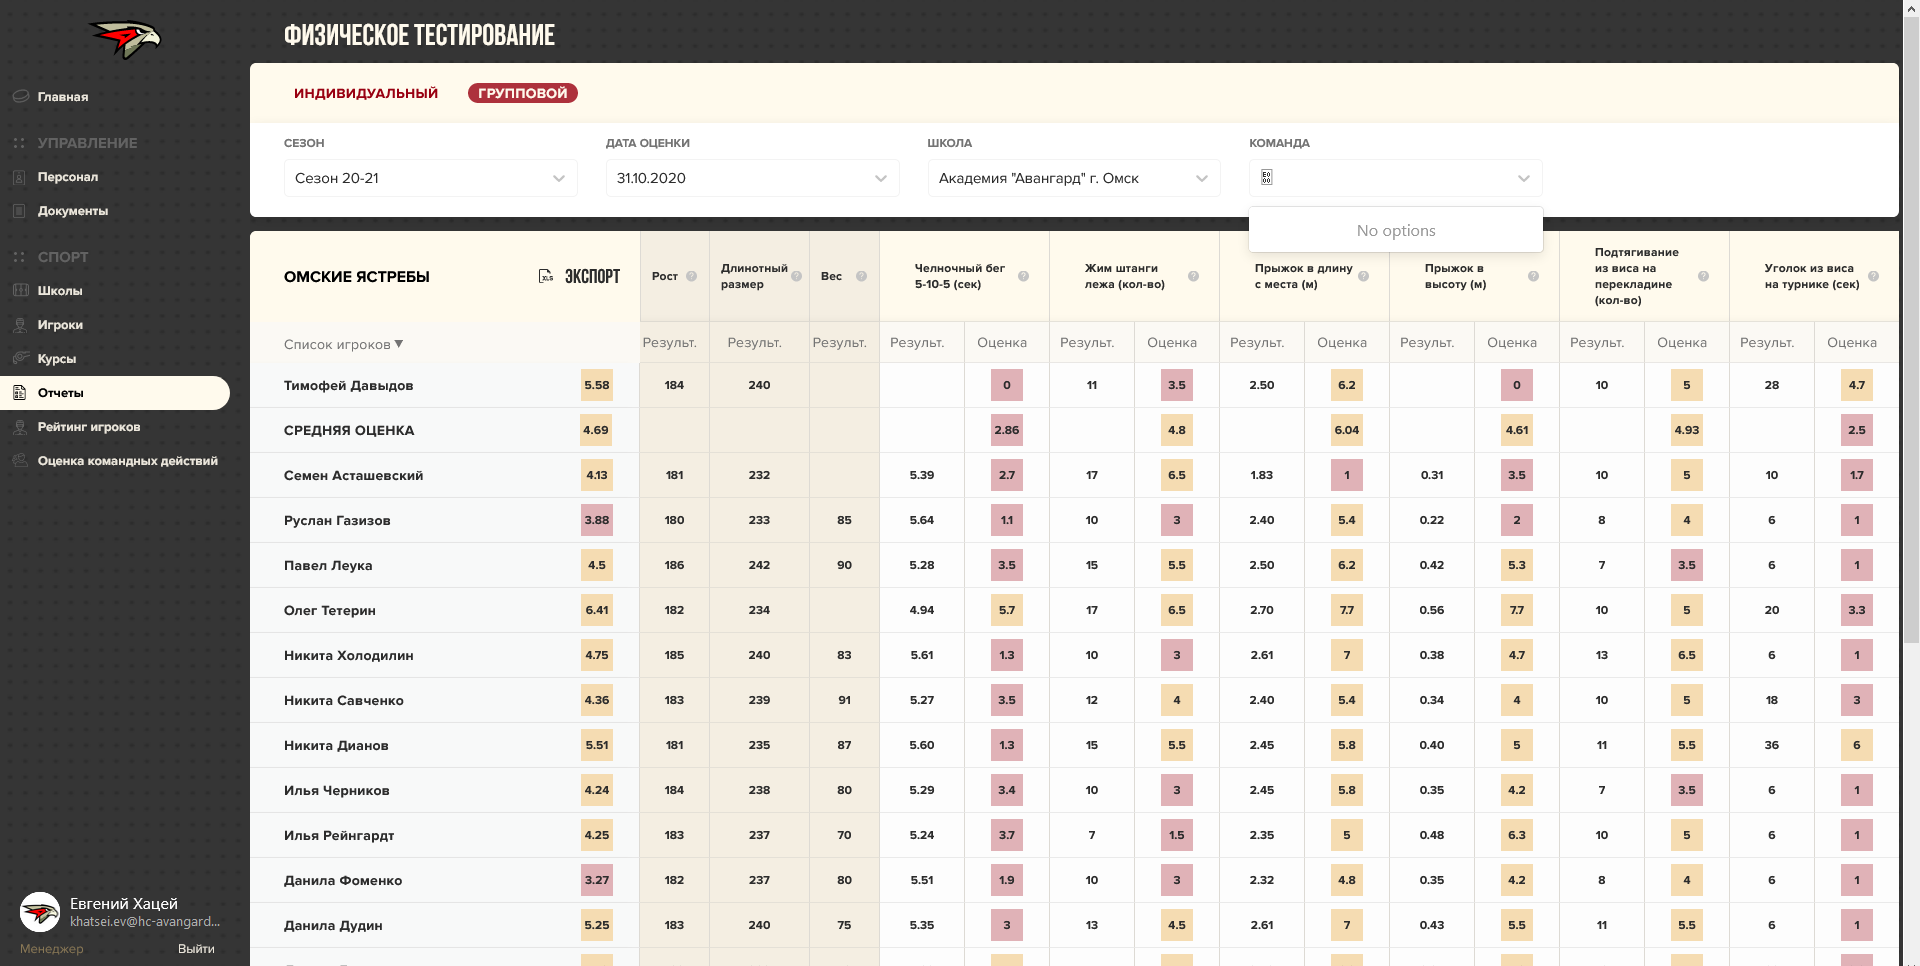 ФИЗИЧЕСКОЕ ТЕСТИРОВАНИЕ
Главная
УПРАВЛЕНИЕ
Персонал
Документы
СПОРТ
Школы
Игроки
Курсы
Отчеты
Рейтинг игроков
Оценка командных действий
Евгений Хацей
khatsei.ev@hc-avangard...
Менеджер Выйти
ИНДИВИДУАЛЬНЫЙ ГРУППОВОЙ
СЕЗОН ДАТА ОЦЕНКИ ШКОЛА КОМАНДА
Сезон 20-21 31.10.2020 Академия "Авангард" г. Омск
No options
ОМСКИЕ ЯСТРЕБЫ XLS ЭКСПОРТ
Рост ?
Длинотный размер ?
Вес ?
Челночный бег 5-10-5 (сек) ?
Жим штанги лежа (кол-во) ?
Прыжок в длину с места (м) ?
Прыжок в высоту (м) ?
Подтягивание из виса на перекладине (кол-во) ?
Уголок из виса на турнике (сек) ?
Список игроков ▼ Результ. Результ. Результ. Результ. Оценка Результ. Оценка Результ. Оценка Результ. Оценка Результ. Оценка Результ. Оценка
Тимофей Давыдов 5.58 184 240 0 11 3.5 2.50 6.2 0 10 5 28 4.7
СРЕДНЯЯ ОЦЕНКА 4.69 2.86 4.8 6.04 4.61 4.93 2.5
Семен Асташевский 4.13 181 232 5.39 2.7 17 6.5 1.83 1 0.31 3.5 10 5 10 1.7
Руслан Газизов 3.88 180 233 85 5.64 1.1 10 3 2.40 5.4 0.22 2 8 4 6 1
Павел Леука 4.5 186 242 90 5.28 3.5 15 5.5 2.50 6.2 0.42 5.3 7 3.5 6 1
Олег Тетерин 6.41 182 234 4.94 5.7 17 6.5 2.70 7.7 0.56 7.7 10 5 20 3.3
Никита Холодилин 4.75 185 240 83 5.61 1.3 10 3 2.61 7 0.38 4.7 13 6.5 6 1
Никита Савченко 4.36 183 239 91 5.27 3.5 12 4 2.40 5.4 0.34 4 10 5 18 3
Никита Дианов 5.51 181 235 87 5.60 1.3 15 5.5 2.45 5.8 0.40 5 11 5.5 36 6
Илья Черников 4.24 184 238 80 5.29 3.4 10 3 2.45 5.8 0.35 4.2 7 3.5 6 1
Илья Рейнгардт 4.25 183 237 70 5.24 3.7 7 1.5 2.35 5 0.48 6.3 10 5 6 1
Данила Фоменко 3.27 182 237 80 5.51 1.9 10 3 2.32 4.8 0.35 4.2 8 4 6 1
Данила Дудин 5.25 183 240 75 5.35 3 13 4.5 2.61 7 0.43 5.5 11 5.5 6 1